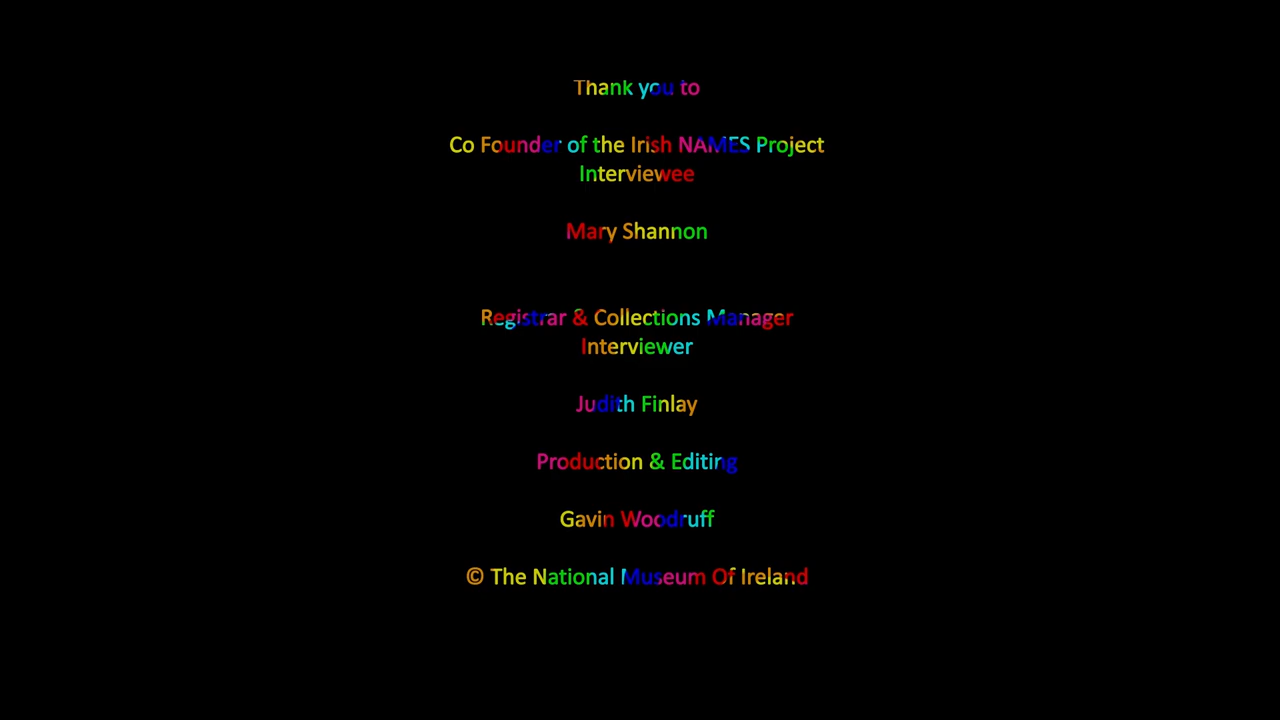 Thank you to
Co Founder of the Irish NAMES Project
Interviewee
Mary Shannon
Registrar & Collections Manager
Interviewer
Judith Finlay
Production & Editing
Gavin Woodruff
© The National Museum Of Ireland